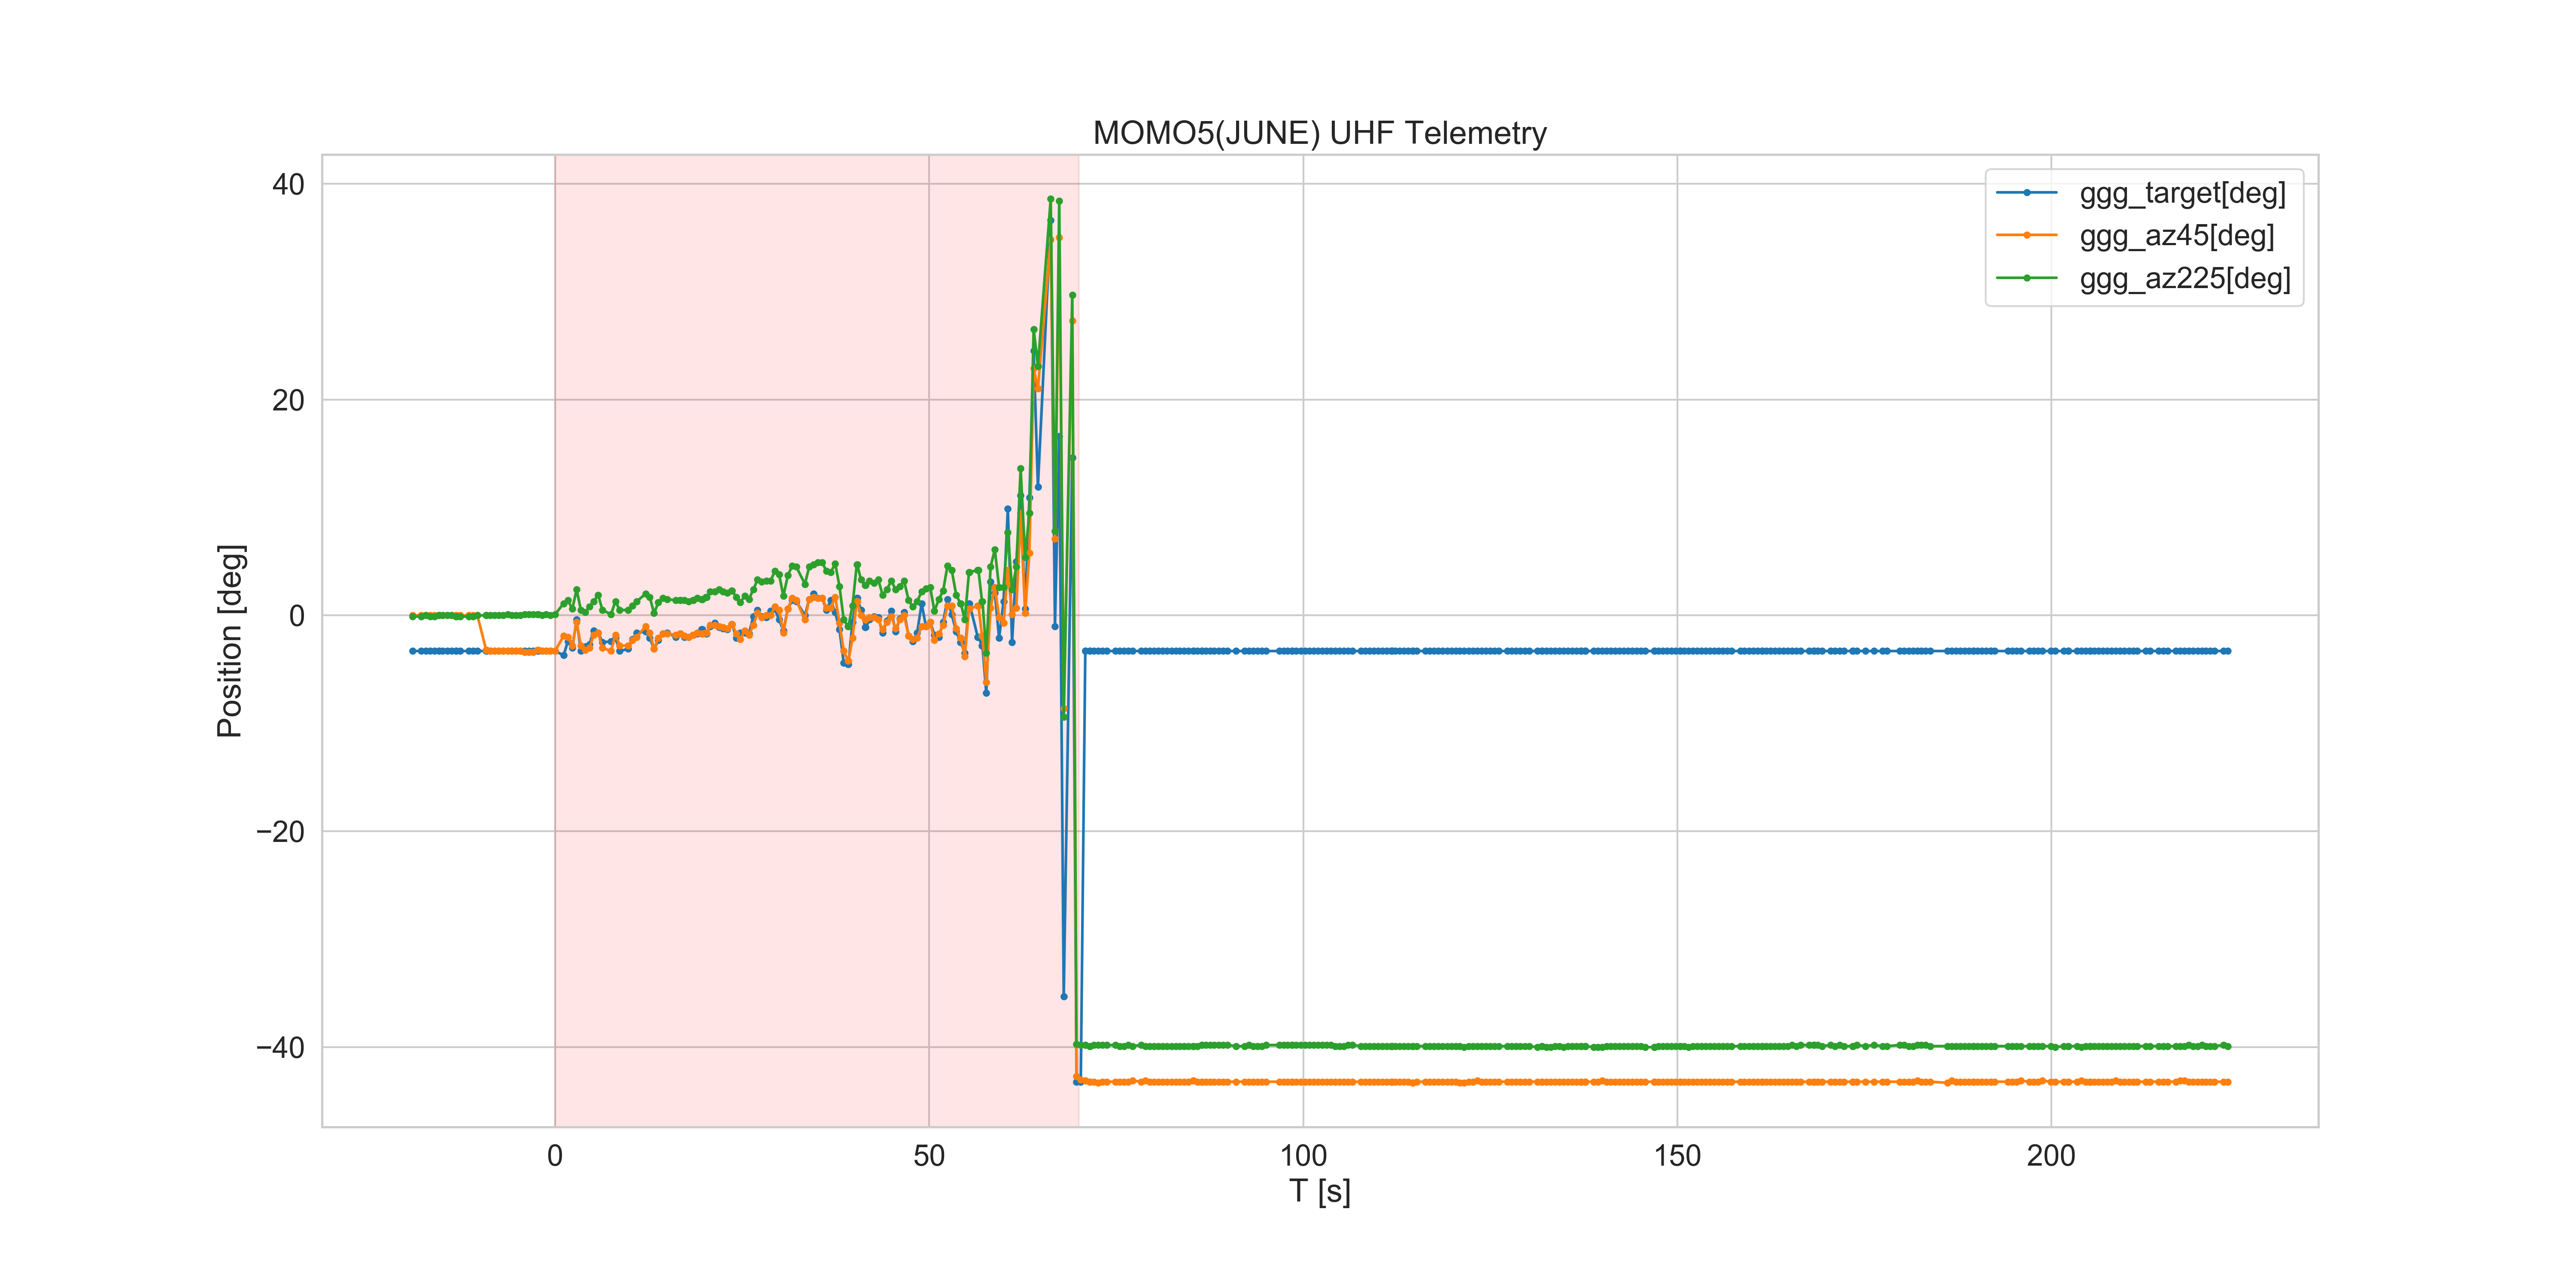 MOMO5(JUNE) UHF Telemetry
ggg_target[deg]
ggg_az45[deg]
ggg_az225[deg]
Position [deg]
40
20
0
−20
−40
0 50 100 150 200
T [s]